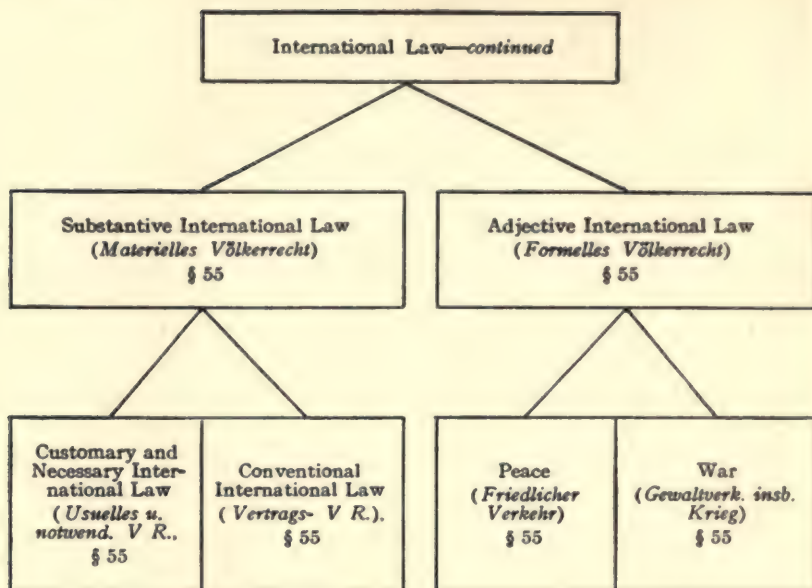 International Law—continued
Substantive International Law
(Materielles Völkerrecht)
§ 55
Adjective International Law
(Formelles Völkerrecht)
§ 55
Customary and
Necessary Inter-
national Law
(Usuelles u.
notwend. V R.,
§ 55
Conventional
International Law
(Vertrags- V R.),
§ 55
Peace
(Friedlicher
Verkehr)
§ 55
War
(Gewaltverk. insb.
Krieg)
§ 55